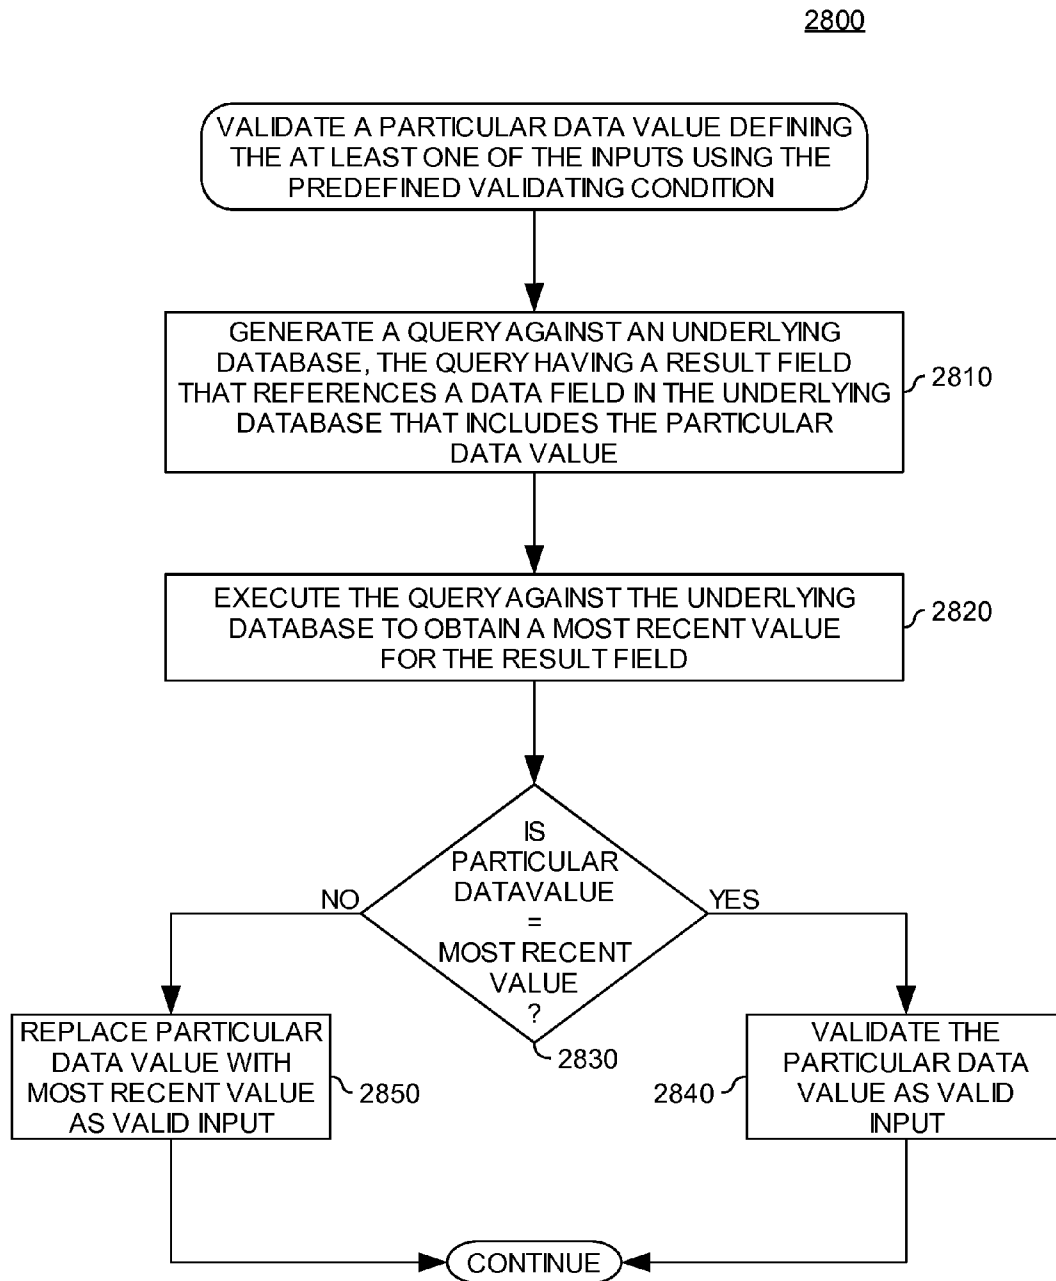 2800
VALIDATE A PARTICULAR DATA VALUE DEFINING
THE AT LEAST ONE OF THE INPUTS USING THE
PREDEFINED VALIDATING CONDITION
GENERATE A QUERY AGAINST AN UNDERLYING
DATABASE, THE QUERY HAVING A RESULT FIELD
THAT REFERENCES A DATA FIELD IN THE UNDERLYING
DATABASE THAT INCLUDES THE PARTICULAR
DATA VALUE
2810
EXECUTE THE QUERY AGAINST THE UNDERLYING
DATABASE TO OBTAIN A MOST RECENT VALUE
FOR THE RESULT FIELD
2820
IS
PARTICULAR
DATAVALUE
=
MOST RECENT
VALUE
?
2830
NO
YES
REPLACE PARTICULAR
DATA VALUE WITH
MOST RECENT VALUE
AS VALID INPUT
2850
VALIDATE THE
PARTICULAR DATA
VALUE AS VALID
INPUT
2840
CONTINUE